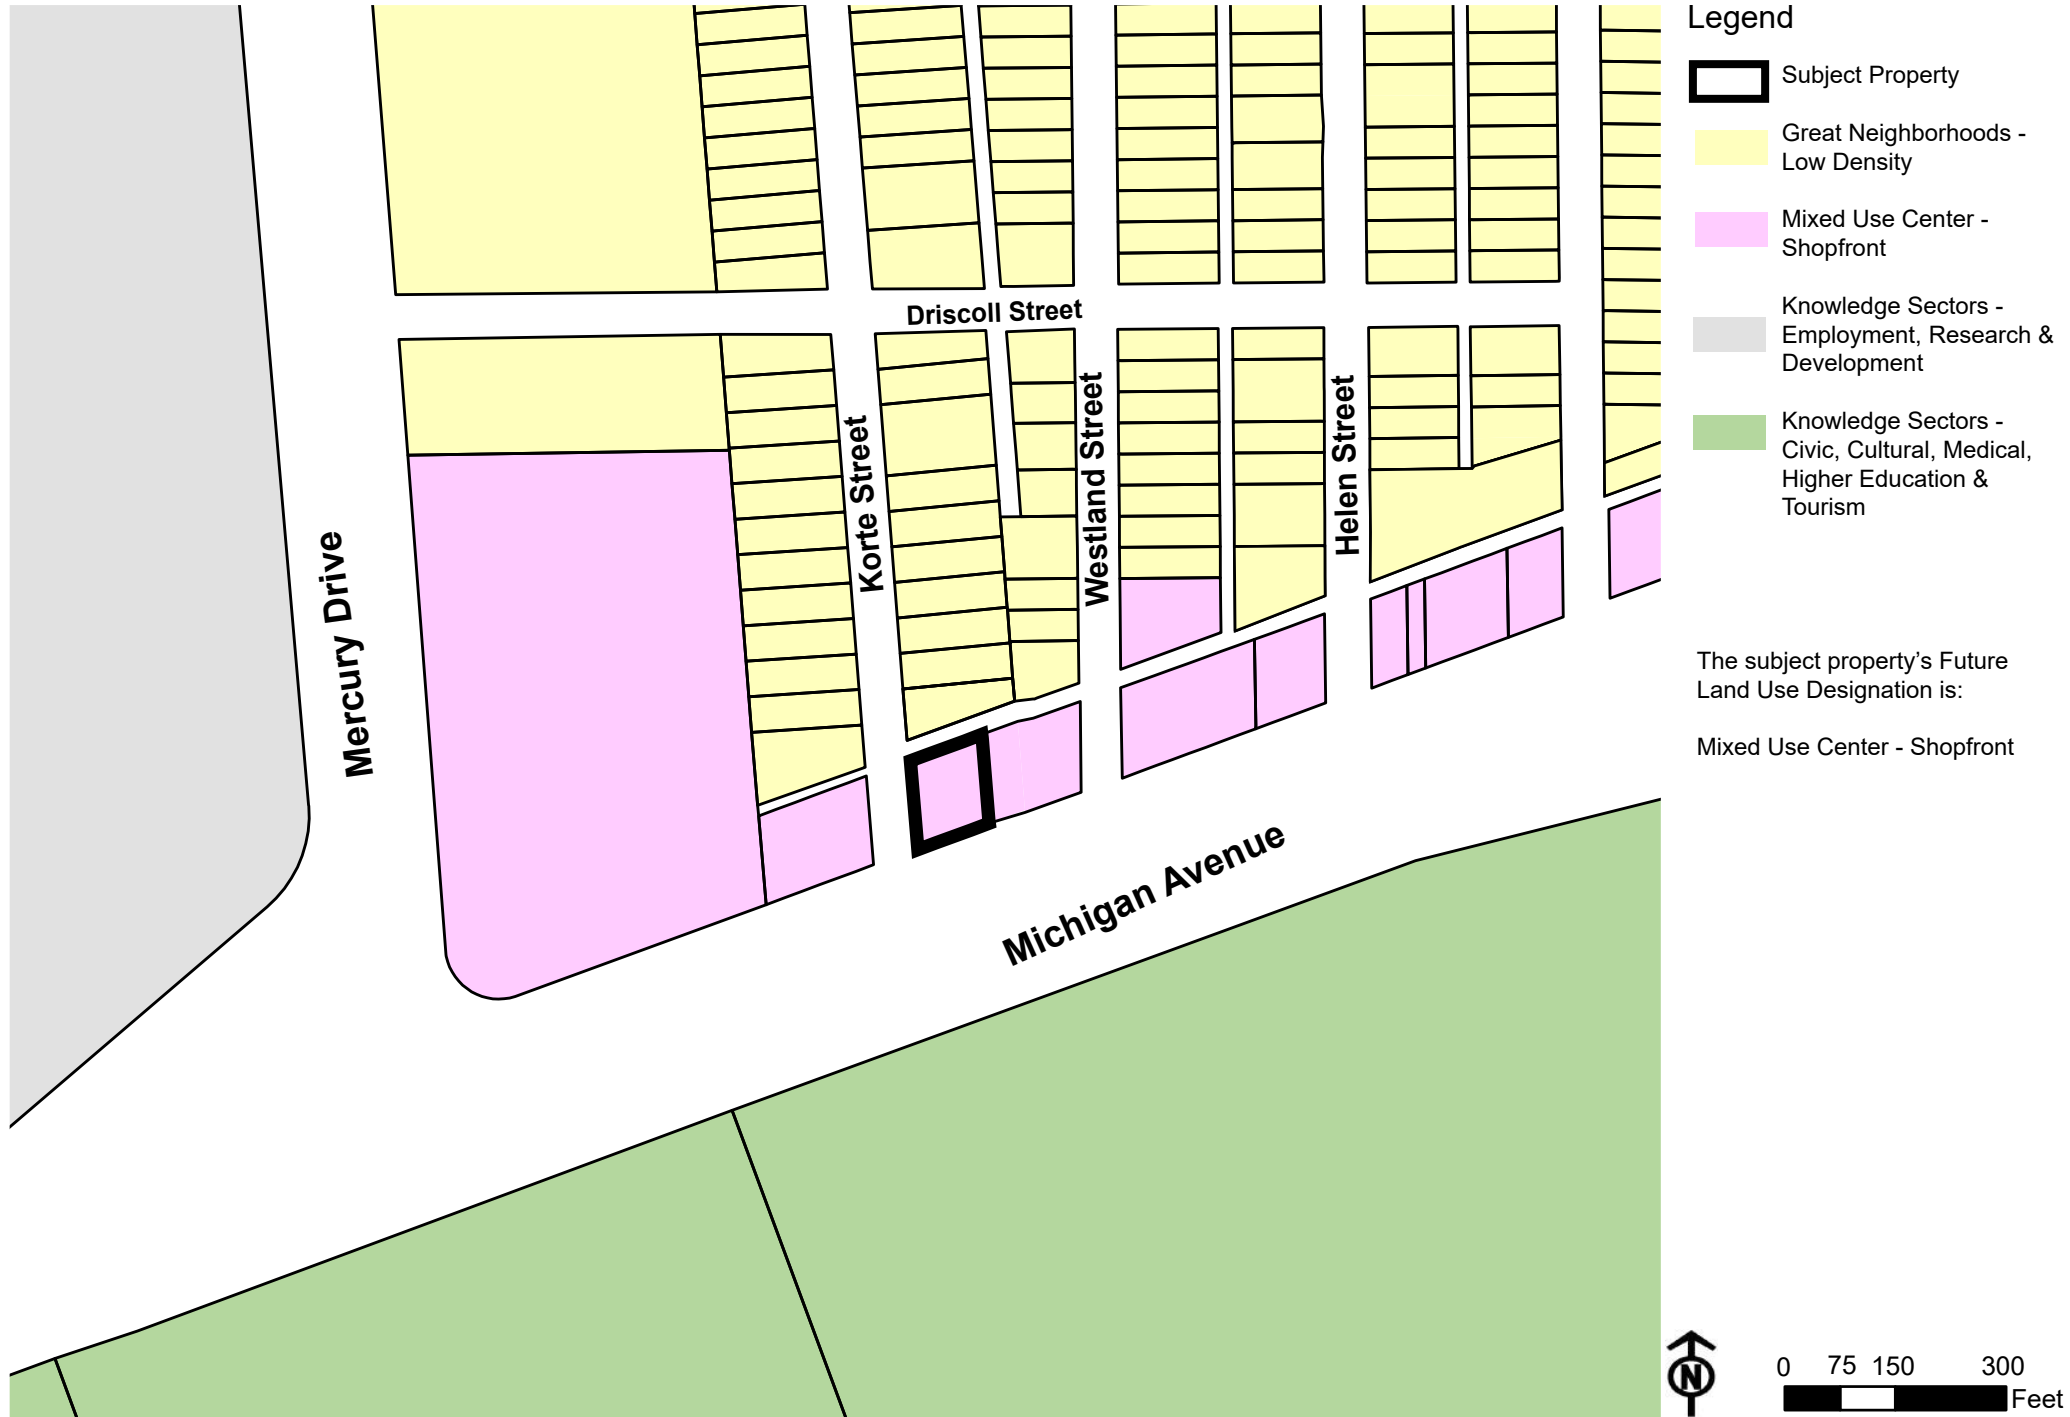 Legend
Subject Property
Great Neighborhoods -
Low Density
Mixed Use Center -
Shopfront
Knowledge Sectors -
Employment, Research &
Development
Knowledge Sectors -
Civic, Cultural, Medical,
Higher Education &
Tourism
The subject property’s Future
Land Use Designation is:
Mixed Use Center - Shopfront
Driscoll Street
Mercury Drive
Korte Street
Westland Street
Helen Street
Michigan Avenue
N
0 75 150 300
Feet